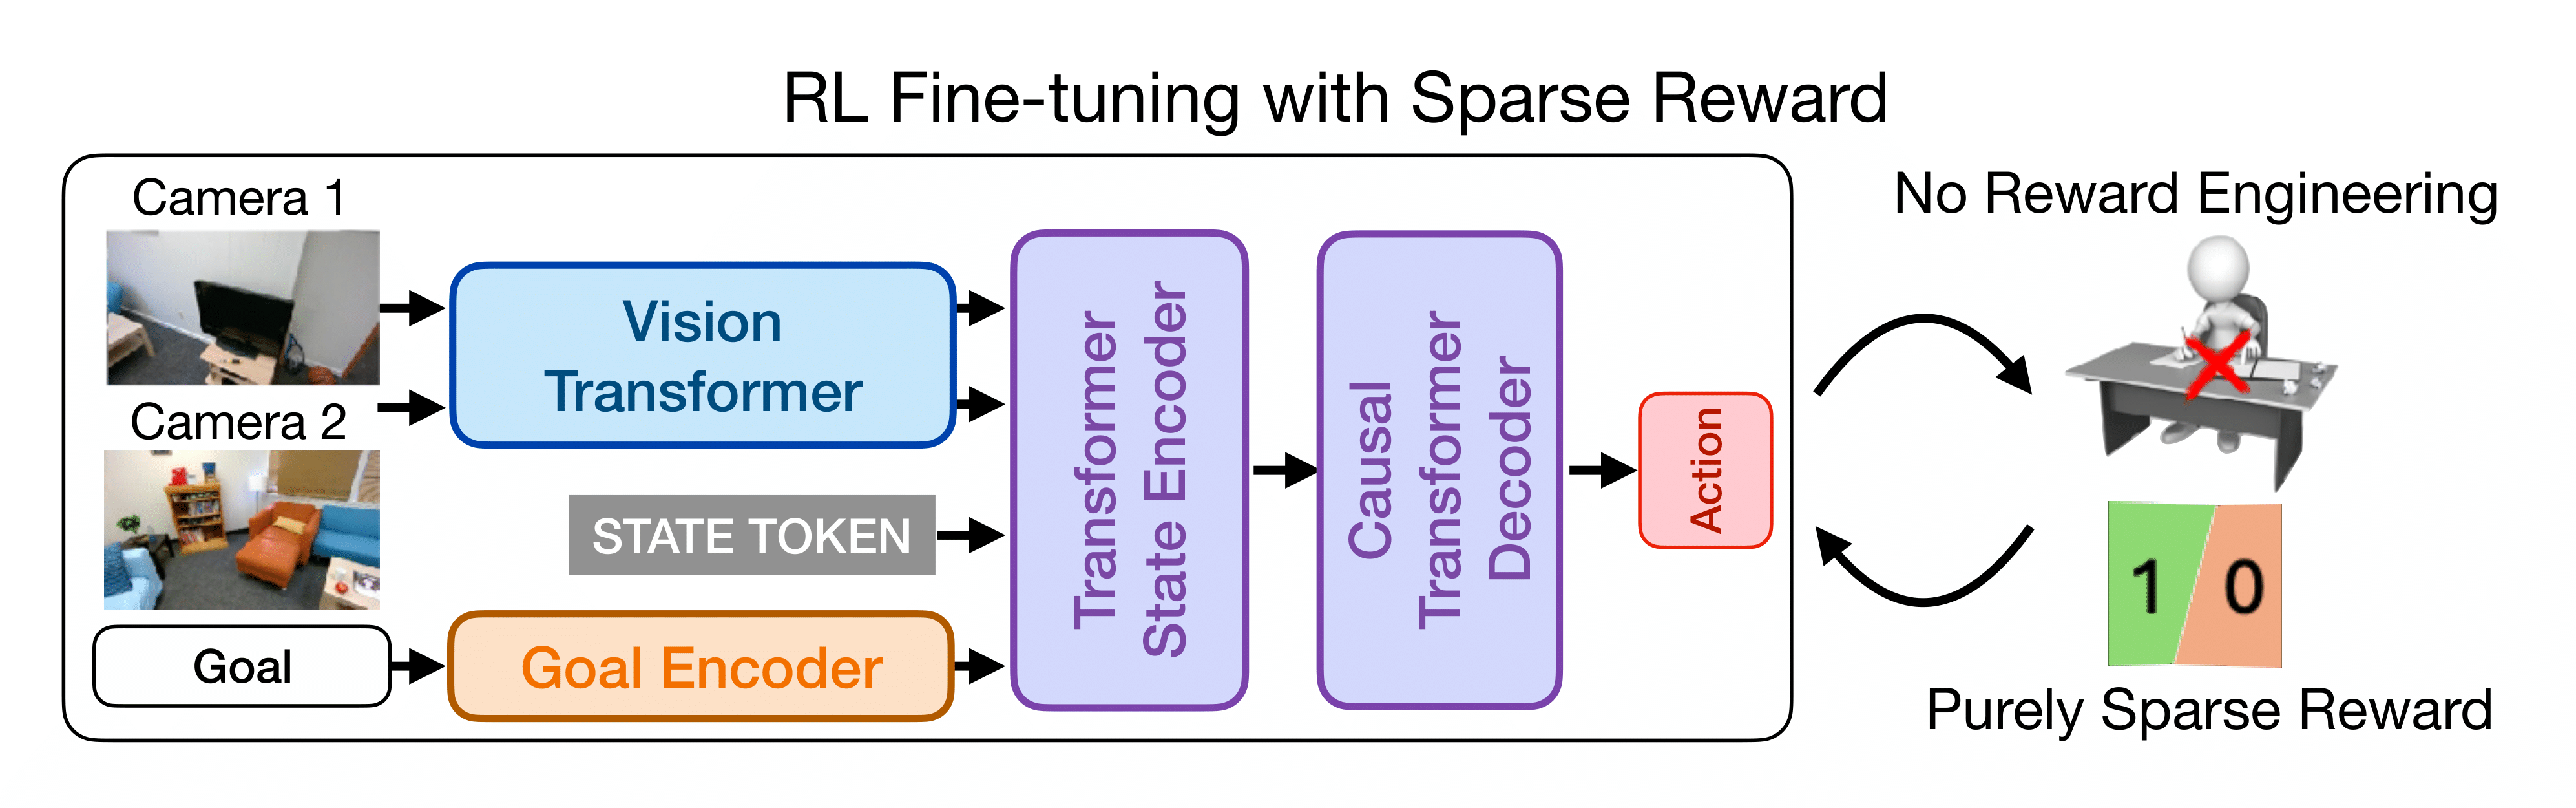 RL Fine-tuning with Sparse Reward
Camera 1
Camera 2
Goal
Vision
Transformer
STATE TOKEN
Goal Encoder
Transformer
State Encoder
Causal
Transformer
Decoder
Action
No Reward Engineering
1 0
Purely Sparse Reward